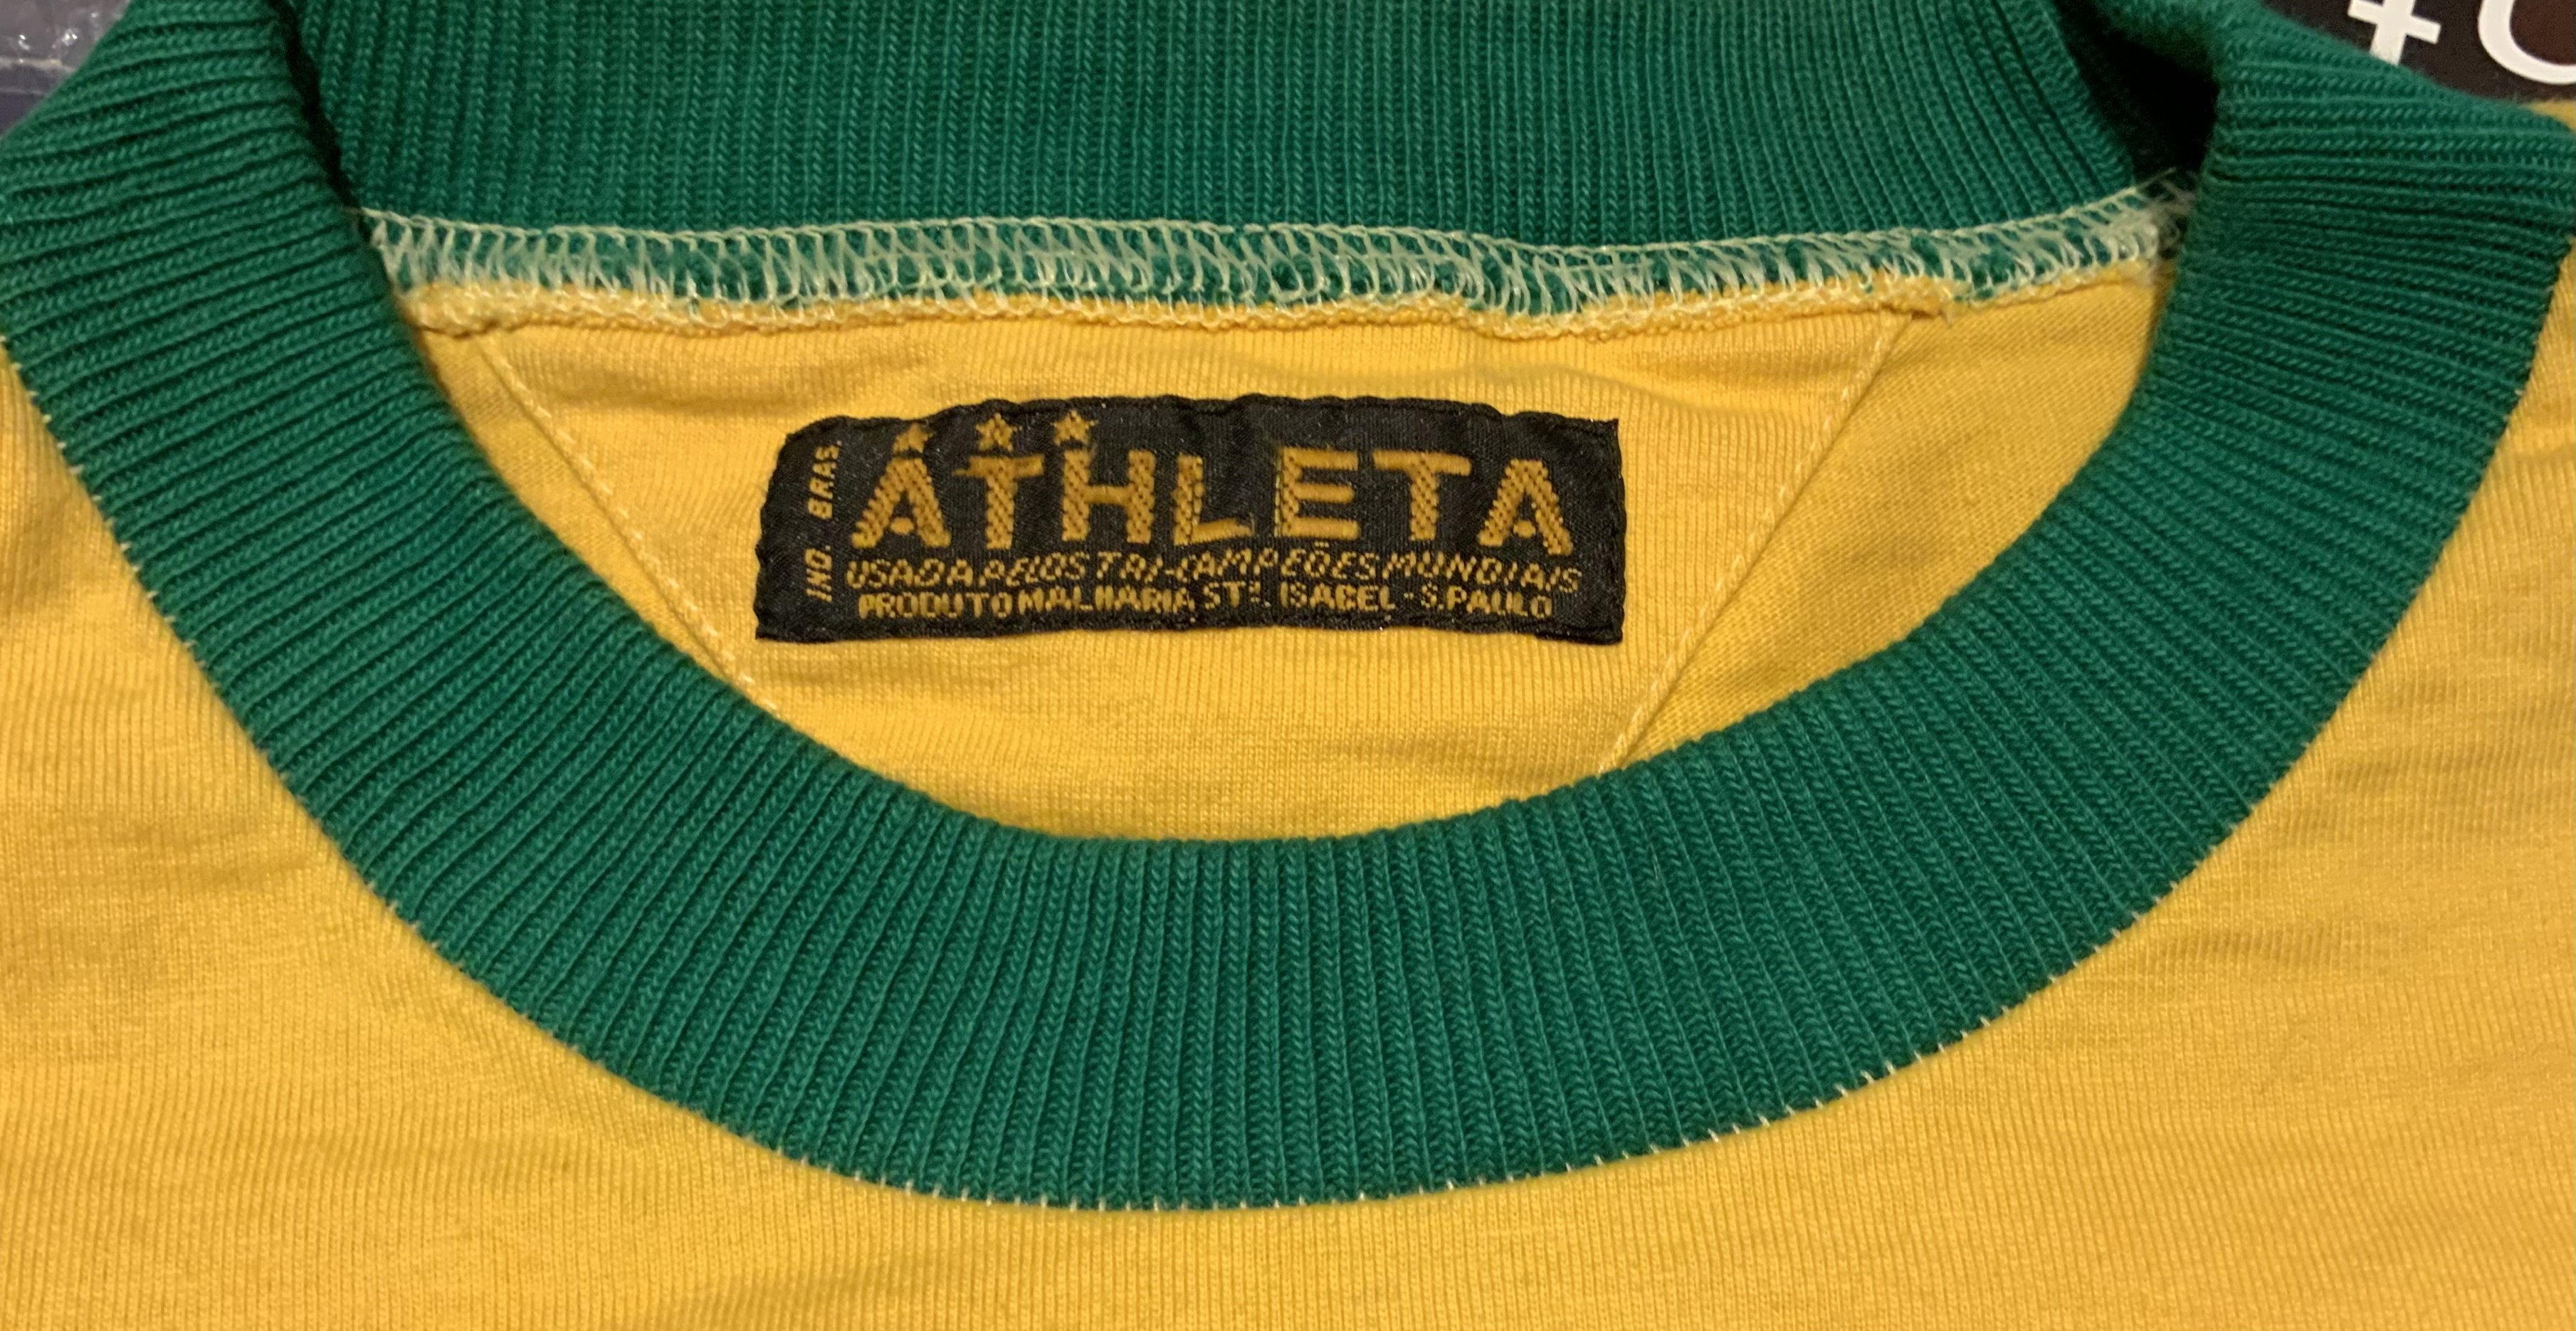 IND. BRAS.
ATHLETA
USADA PELOS TRI-CAMPEÕES MUNDIAIS
PRODUTO MALHARIA STª. ISABEL - S.PAULO